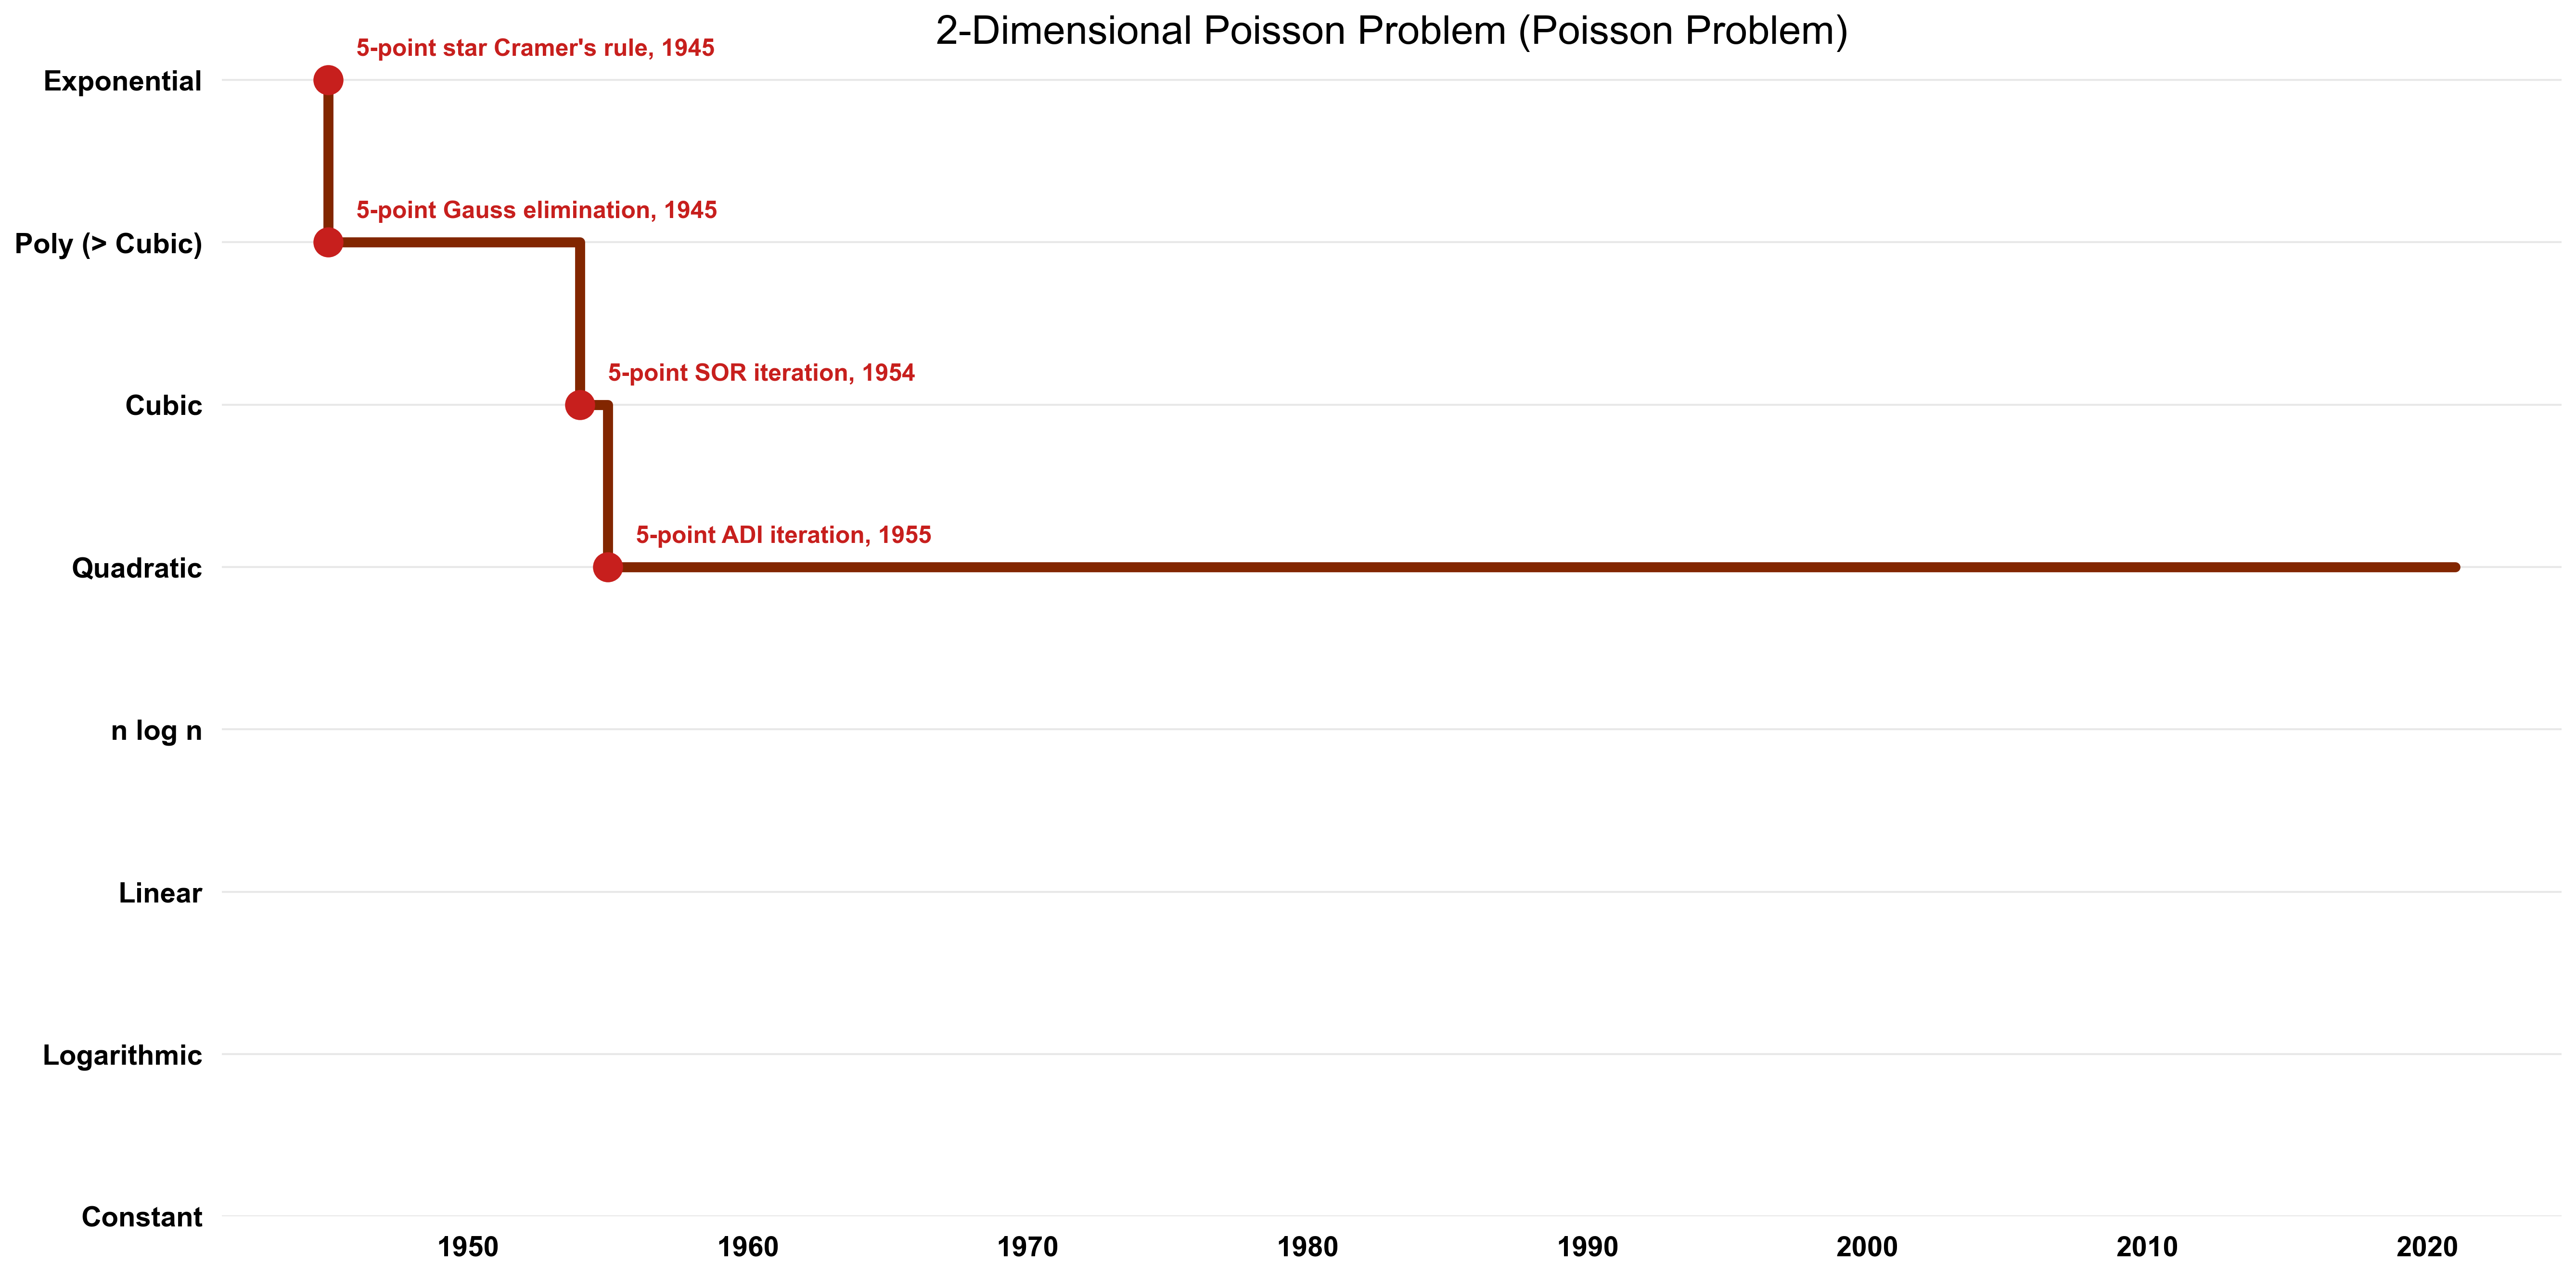 2-Dimensional Poisson Problem (Poisson Problem)
5-point star Cramer's rule, 1945
Exponential
5-point Gauss elimination, 1945
Poly (> Cubic)
5-point SOR iteration, 1954
Cubic
5-point ADI iteration, 1955
Quadratic
n log n
Linear
Logarithmic
Constant
1950 1960 1970 1980 1990 2000 2010 2020